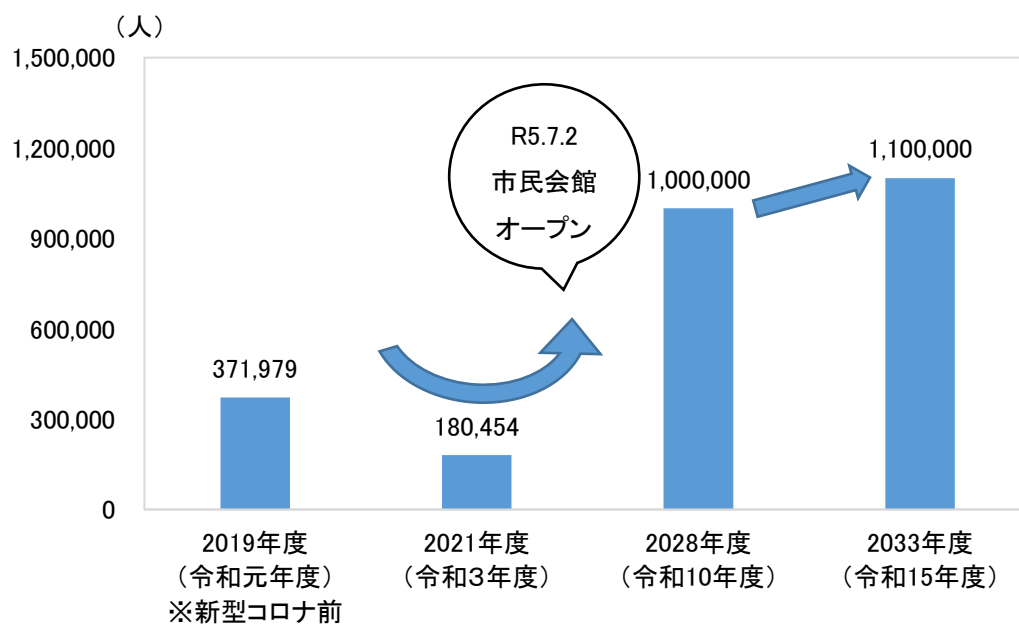 （人）
1,500,000
1,200,000
900,000
600,000
300,000
0
R5.7.2
市民会館
オープン
371,979
180,454
1,000,000
1,100,000
2019年度
（令和元年度）
※新型コロナ前
2021年度
（令和３年度）
2028年度
（令和10年度）
2033年度
（令和15年度）